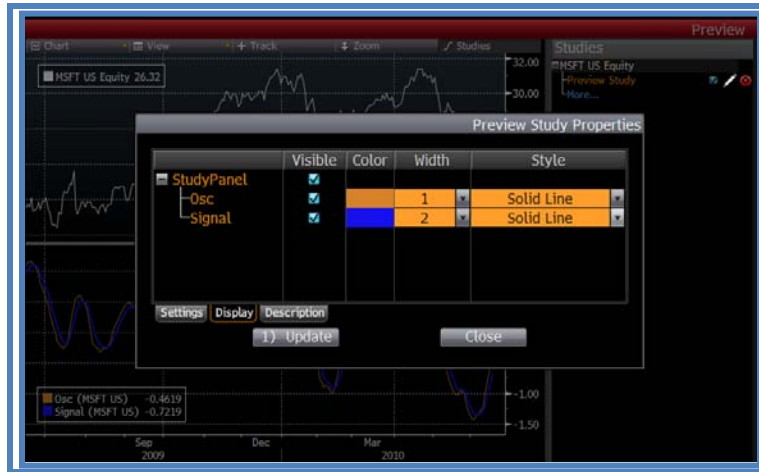 Preview
Chart View + Track Zoom Studies
Studies
MSFT US Equity 26.32
32.00
30.00
MSFT US Equity
Preview Study
More...
Preview Study Properties
Visible Color Width Style
StudyPanel
Osc 1 Solid Line
Signal 2 Solid Line
Settings Display Description
1) Update Close
Osc (MSFT US) -0.4619
Signal (MSFT US) -0.7219
-1.00
-1.50
Sep Dec Mar
2009 2010